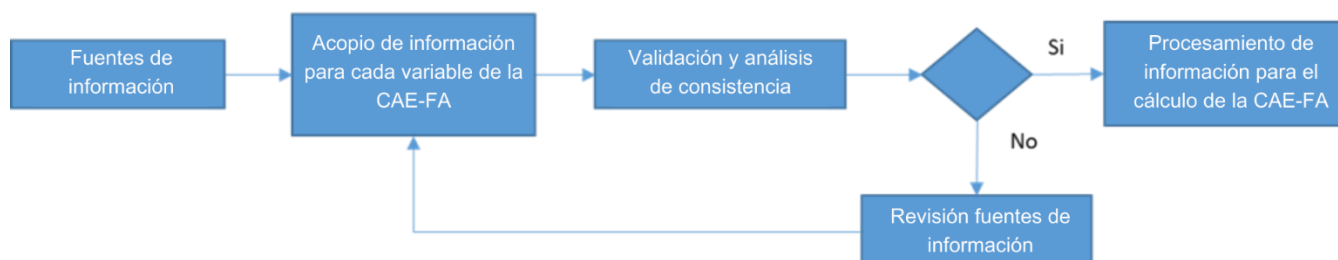 Fuentes de
información
Acopio de información
para cada variable de la
CAE-FA
Validación y análisis
de consistencia
Si
No
Procesamiento de
información para el
cálculo de la CAE-FA
Revisión fuentes de
información